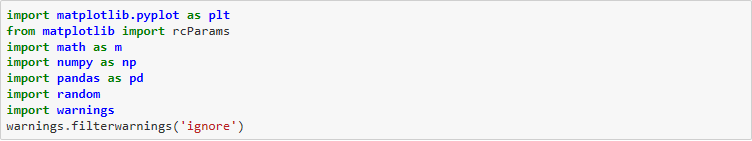 import matplotlib.pyplot as plt
from matplotlib import rcParams
import math as m
import numpy as np
import pandas as pd
import random
import warnings
warnings.filterwarnings('ignore')